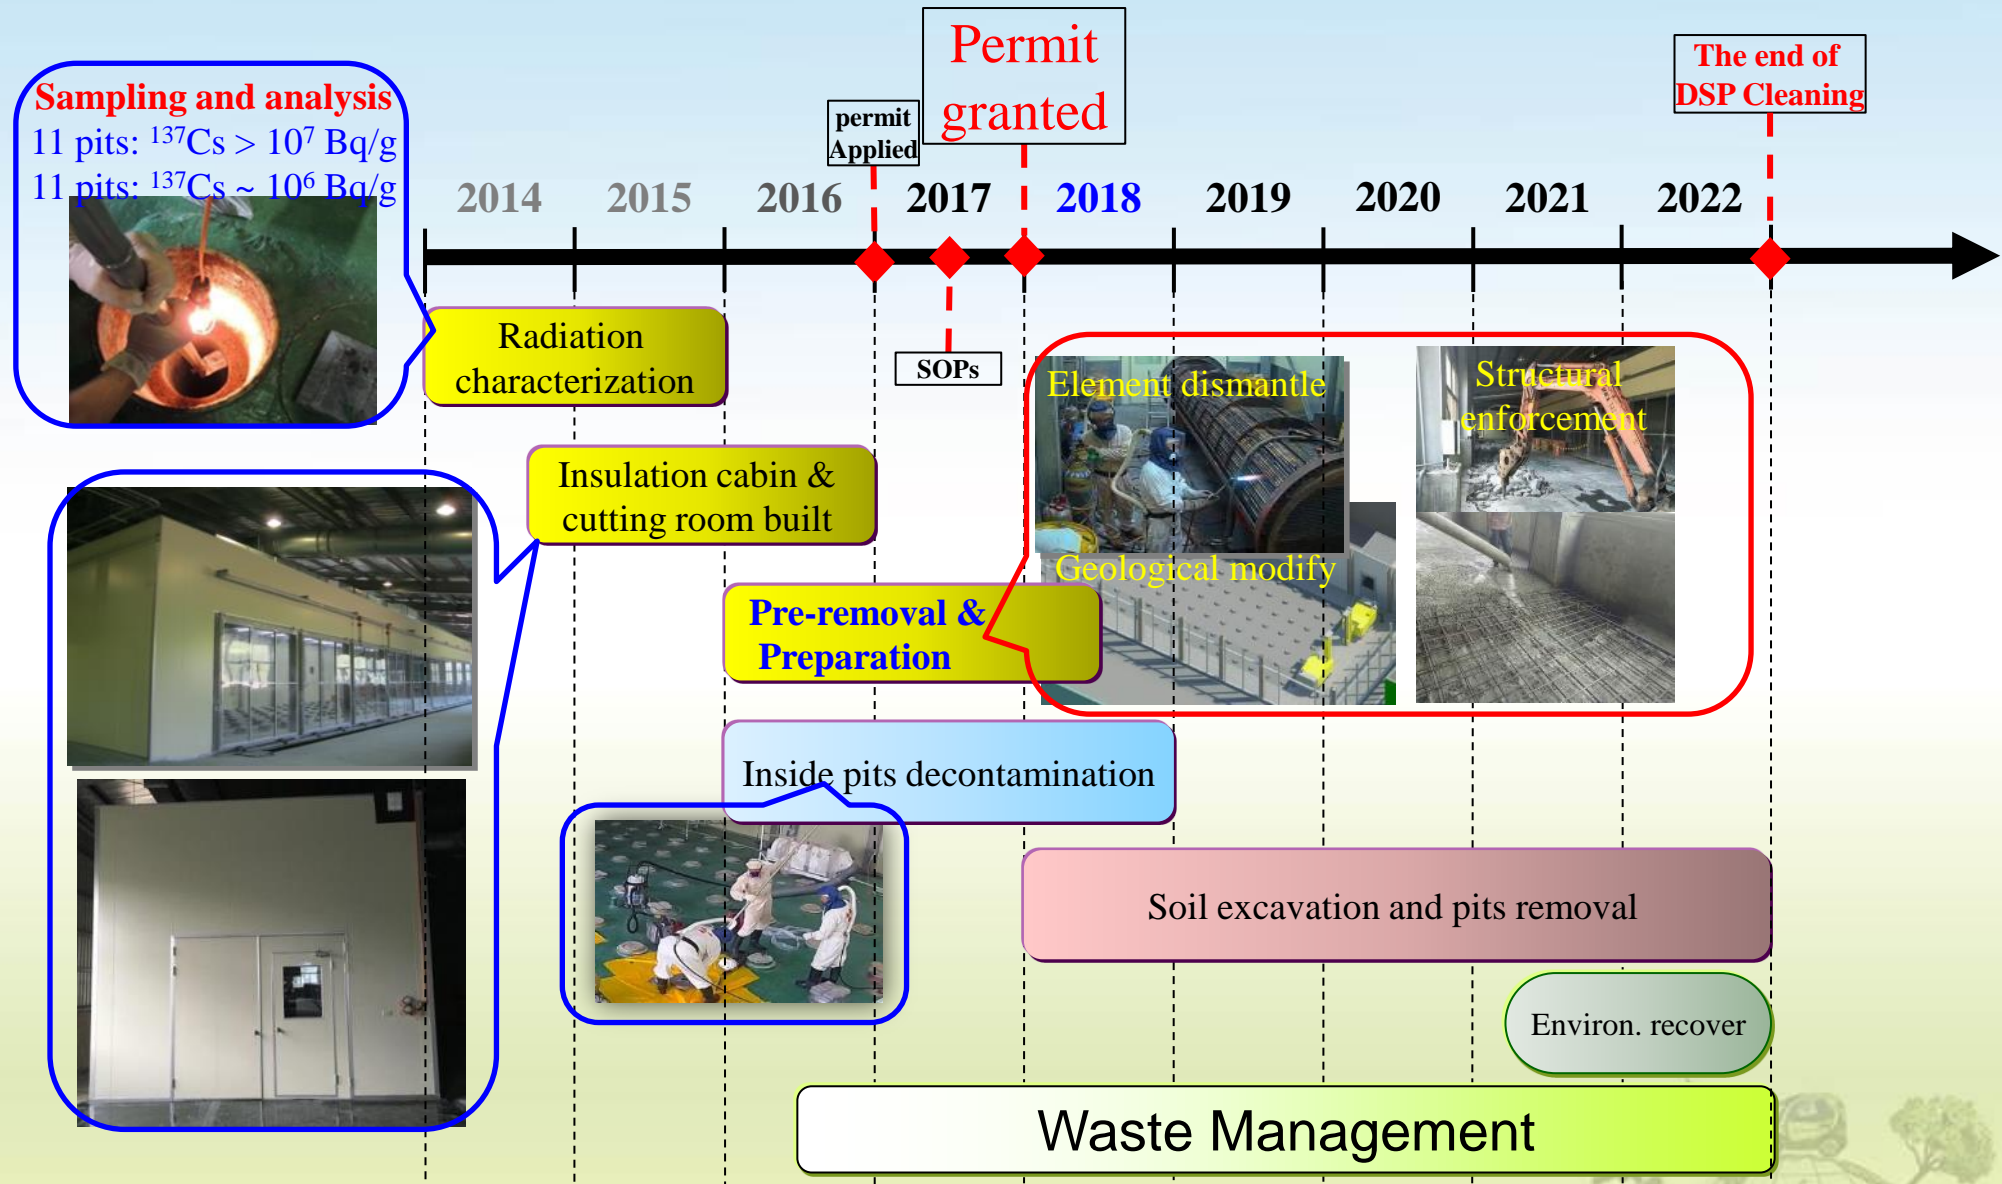 Sampling and analysis
11 pits: ¹³⁷Cs > 10⁷ Bq/g
11 pits: ¹³⁷Cs ~ 10⁶ Bq/g
permit
Applied
Permit
granted
The end of
DSP Cleaning
2014 2015 2016 2017 2018 2019 2020 2021 2022
SOPs
Radiation
characterization
Insulation cabin &
cutting room built
Pre-removal &
Preparation
Element dismantle
Structural
enforcement
Geological modify
Inside pits decontamination
Soil excavation and pits removal
Environ. recover
Waste Management